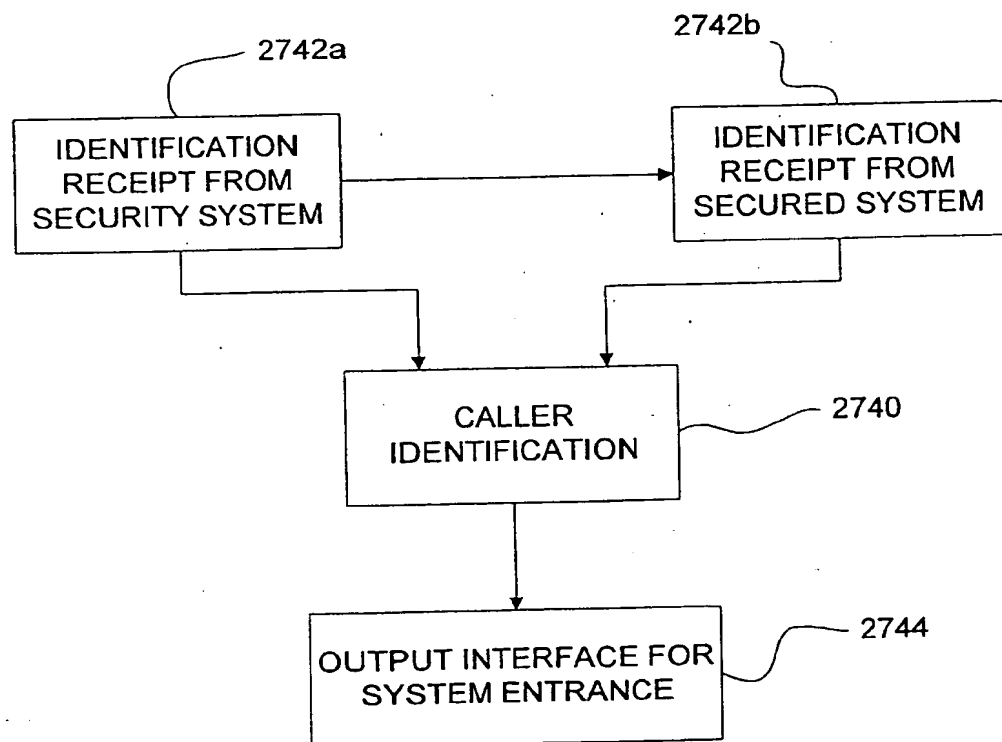 2742a
2742b
IDENTIFICATION
RECEIPT FROM
SECURITY SYSTEM
IDENTIFICATION
RECEIPT FROM
SECURED SYSTEM
CALLER
IDENTIFICATION
2740
OUTPUT INTERFACE FOR
SYSTEM ENTRANCE
2744